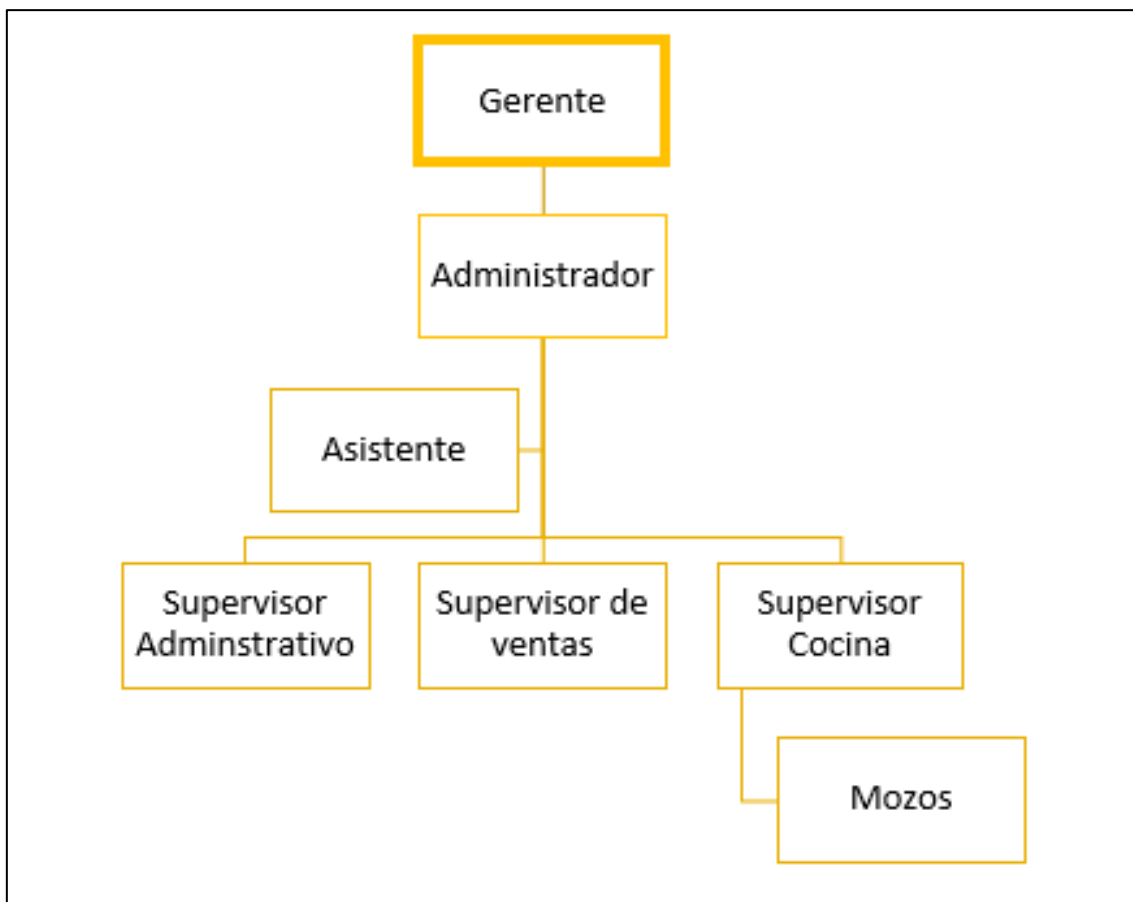 Gerente
Administrador
Asistente
Supervisor
Adminstrativo
Supervisor de
ventas
Supervisor
Cocina
Mozos